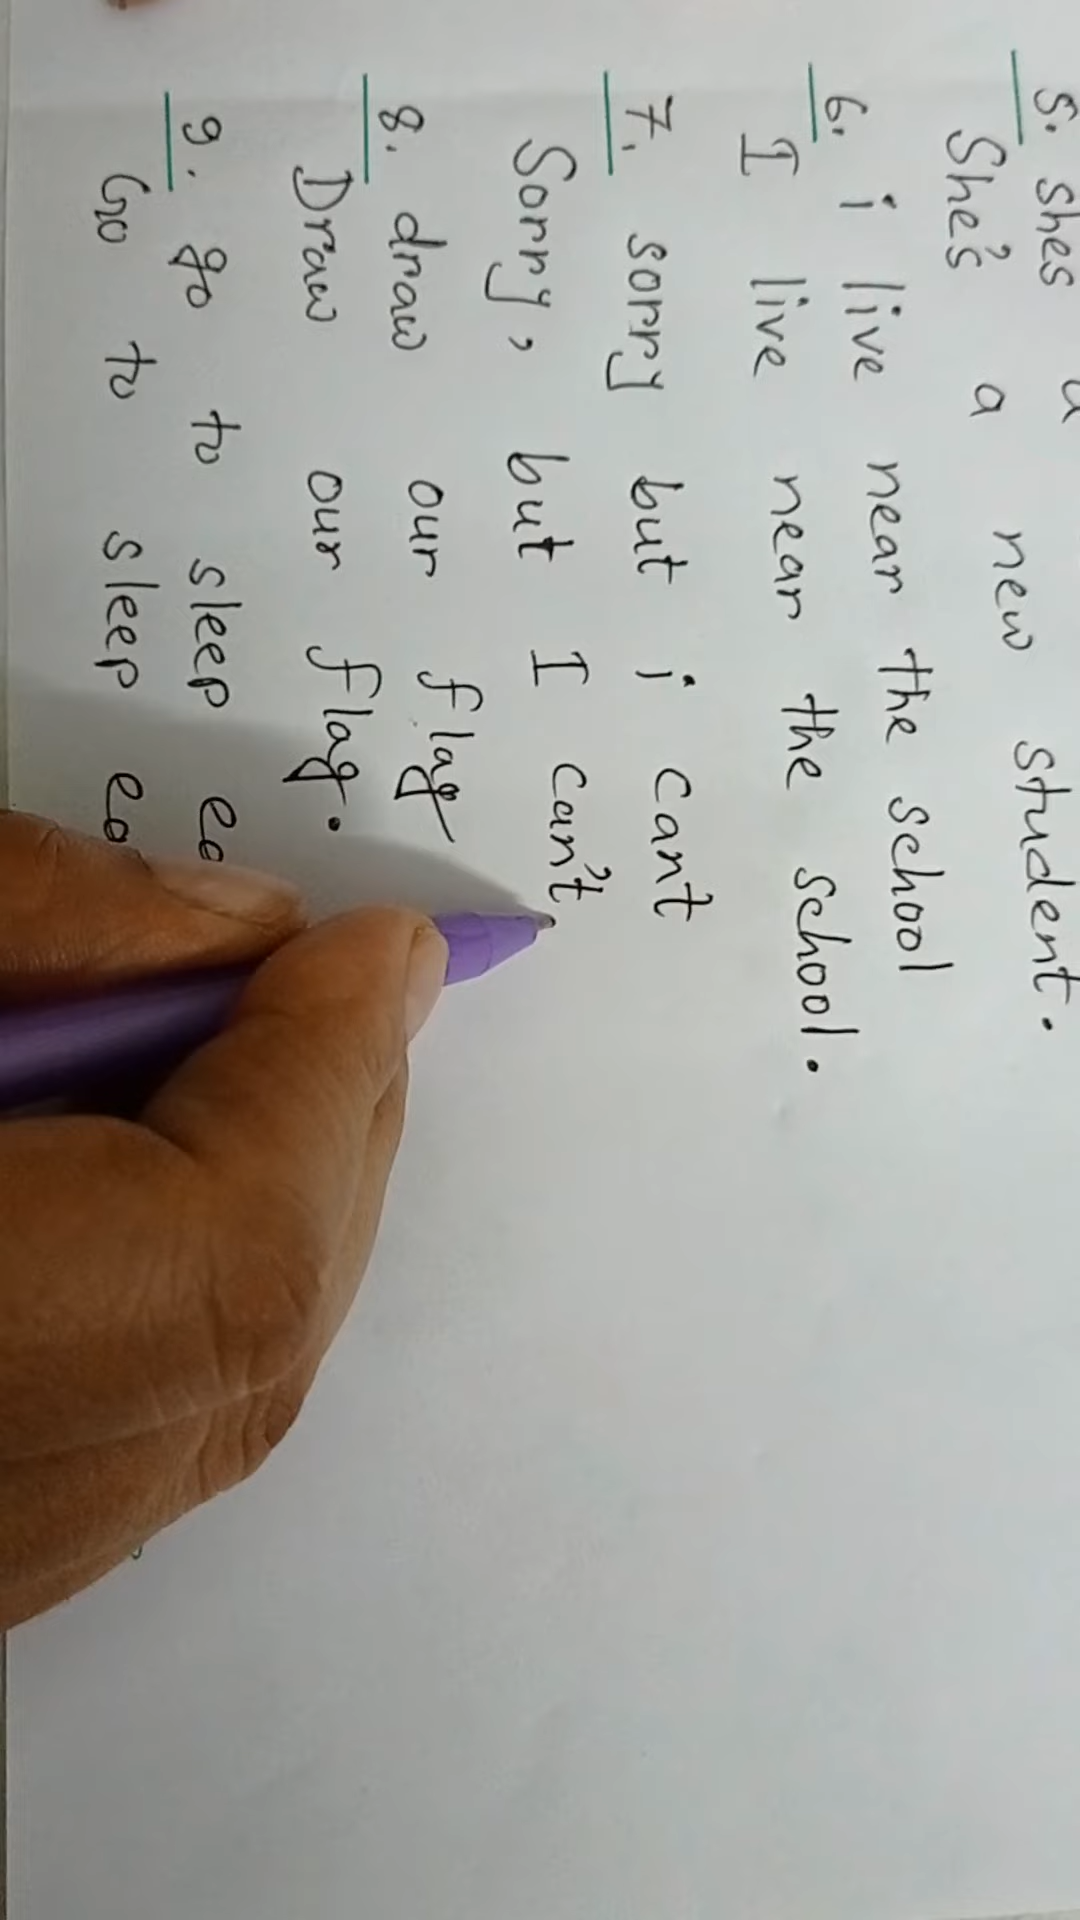 5. shes a
She's a new student.
6. i live near the school
I live near the school.
7. sorry but i cant
Sorry, but I can't.
8. draw our flag
Draw our flag.
9. go to sleep
Go to sleep